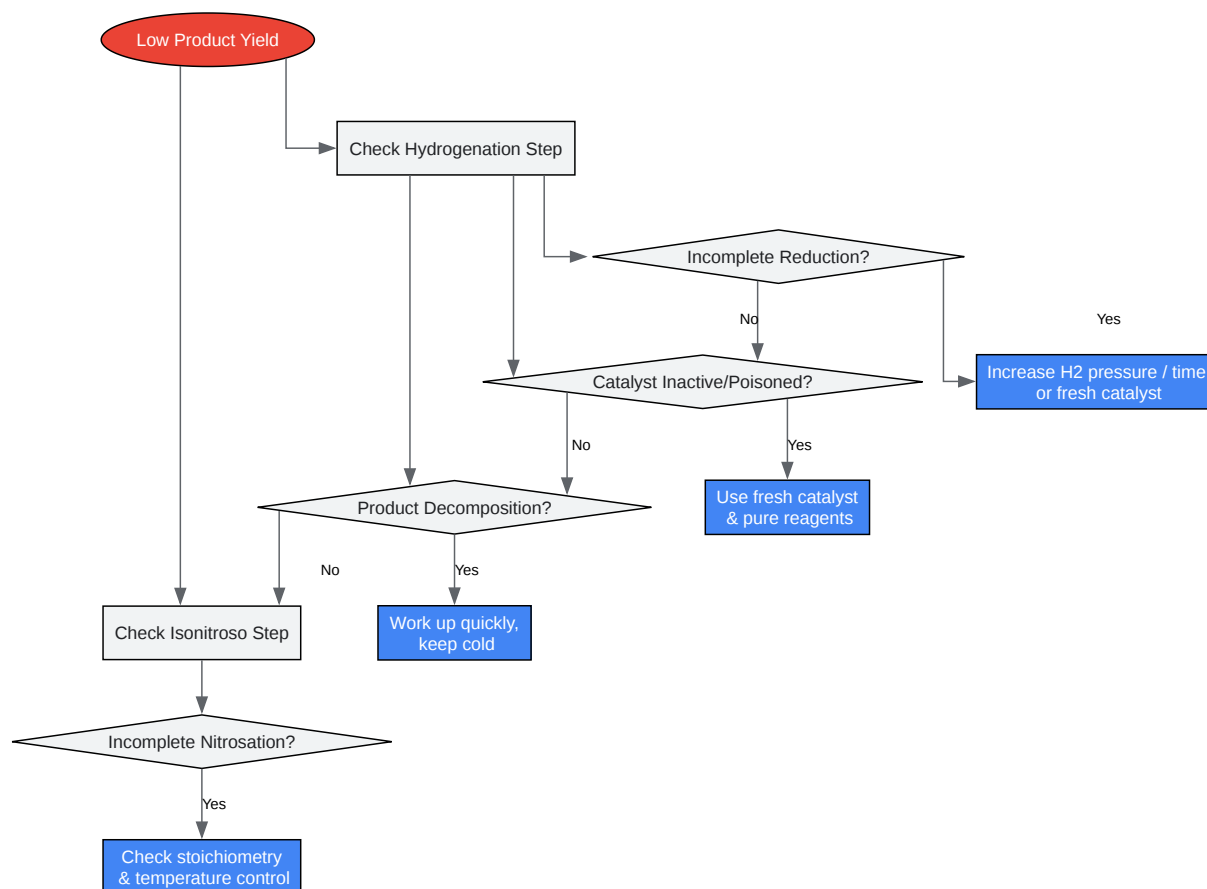 Low Product Yield
Check Hydrogenation Step
Incomplete Reduction?
No
Yes
Increase H2 pressure / time
or fresh catalyst
Catalyst Inactive/Poisoned?
No
Yes
Use fresh catalyst
& pure reagents
Product Decomposition?
No
Yes
Work up quickly,
keep cold
Check Isonitroso Step
Incomplete Nitrosation?
Yes
Check stoichiometry
& temperature control